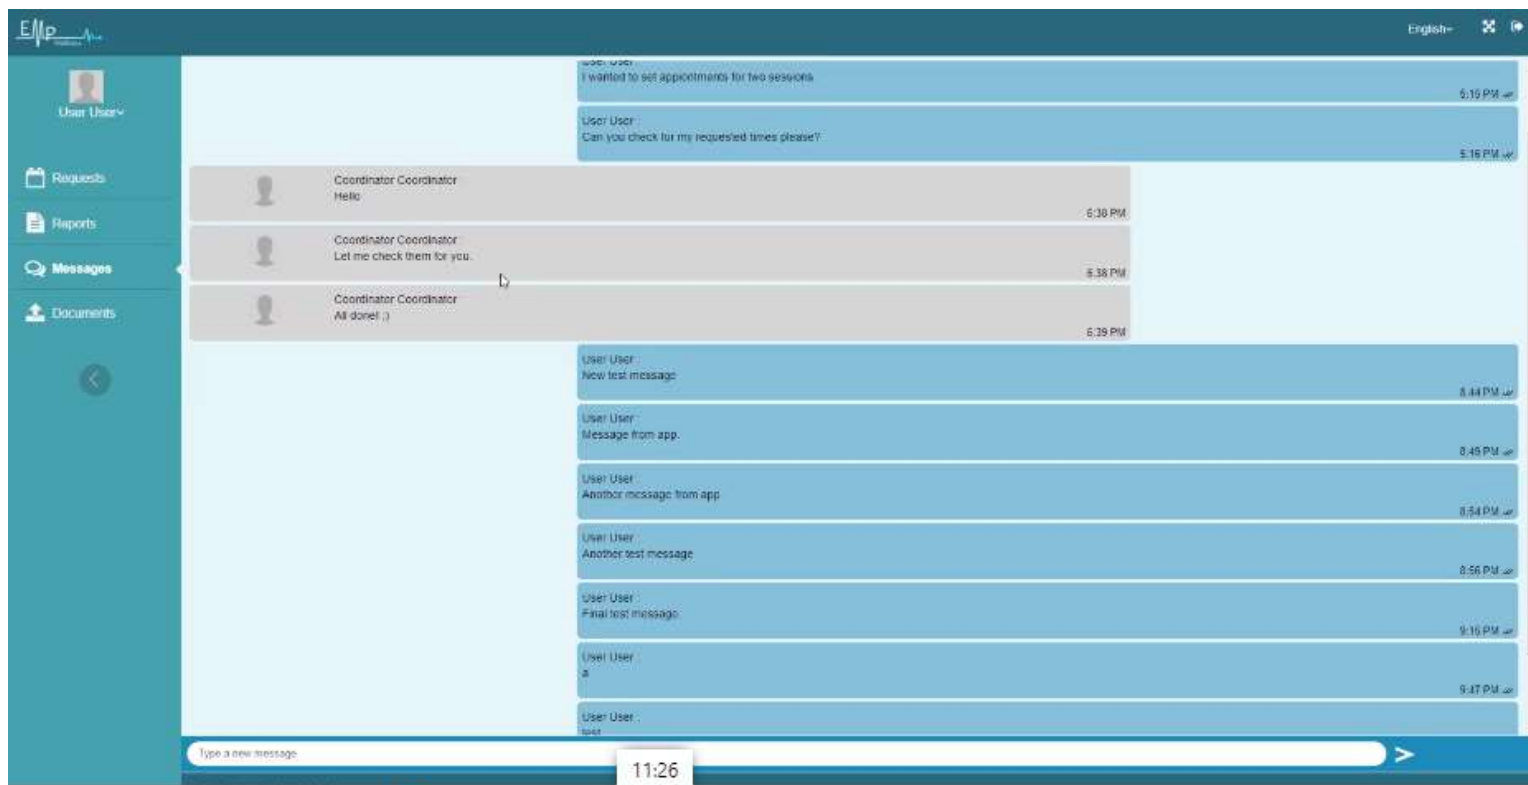 EMP
English
User User
Requests
Reports
Messages
Documents
User User
I wanted to set appiontments for two sessions
5:15 PM
User User :
Can you check for my requested times please?
5:16 PM
Coordinator Coordinator :
Hello
6:38 PM
Coordinator Coordinator :
Let me check them for you.
6:38 PM
Coordinator Coordinator :
All done! ;)
6:39 PM
User User :
New test message
8:44 PM
User User :
Message from app.
8:49 PM
User User :
Another message from app
8:54 PM
User User :
Another test message
8:56 PM
User User :
Final test message
9:16 PM
User User :
a
9:47 PM
User User :
test
Type a new message
11:26